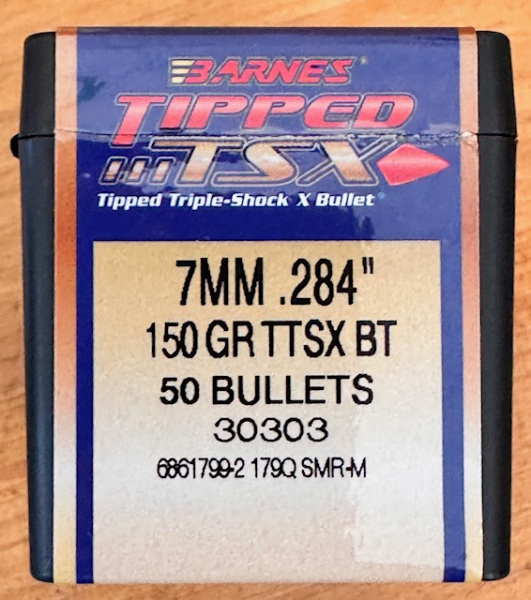 BARNES®
TIPPED
TSX
Tipped Triple-Shock X Bullet®
7MM .284"
150 GR TTSX BT
50 BULLETS
30303
6861799-2 179Q SMR-M